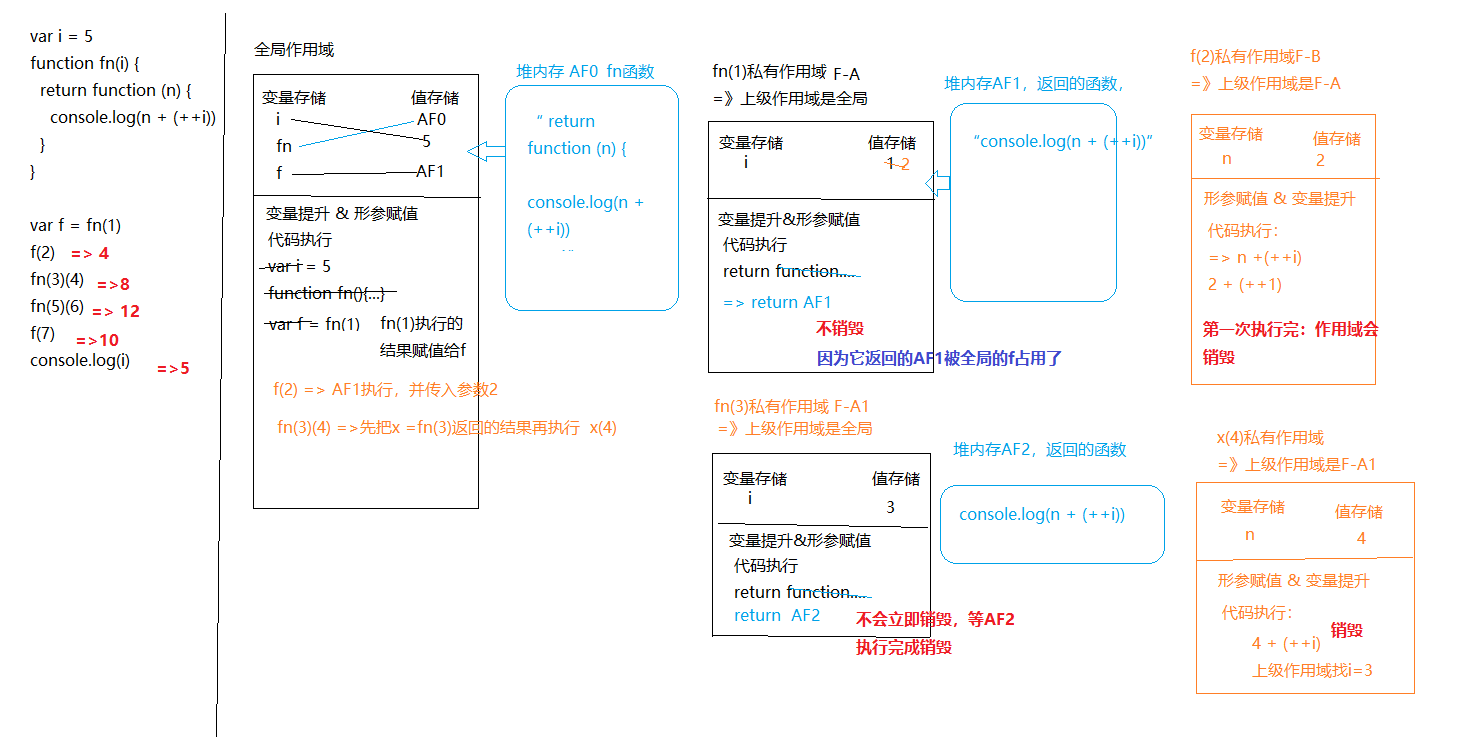 var i = 5
function fn(i) {
return function (n) {
console.log(n + (++i))
}
}
var f = fn(1)
f(2) => 4
fn(3)(4) =>8
fn(5)(6) => 12
f(7) =>10
console.log(i) =>5
全局作用域
变量存储 值存储
i AF0
fn 5
f AF1
变量提升 & 形参赋值
代码执行
var i = 5
function fn(){...}
var f = fn(1) fn(1)执行的
结果赋值给f
f(2) => AF1执行，并传入参数2
fn(3)(4) =>先把x =fn(3)返回的结果再执行 x(4)
堆内存 AF0 fn函数
“ return
function (n) {
console.log(n +
(++i))
”
fn(1)私有作用域 F-A
=》上级作用域是全局
变量存储 值存储
i 1 2
变量提升&形参赋值
代码执行
return function....
=> return AF1
不销毁
因为它返回的AF1被全局的f占用了
堆内存AF1，返回的函数，
“console.log(n + (++i))“
f(2)私有作用域F-B
=》上级作用域是F-A
变量存储 值存储
n 2
形参赋值 & 变量提升
代码执行：
=> n +(++i)
2 + (++1)
第一次执行完：作用域会
销毁
fn(3)私有作用域 F-A1
=》上级作用域是全局
变量存储 值存储
i 3
变量提升&形参赋值
代码执行
return function....
return AF2
不会立即销毁，等AF2
执行完成销毁
堆内存AF2，返回的函数
console.log(n + (++i))
x(4)私有作用域
=》上级作用域是F-A1
变量存储 值存储
n 4
形参赋值 & 变量提升
代码执行：
4 + (++i) 销毁
上级作用域找i=3